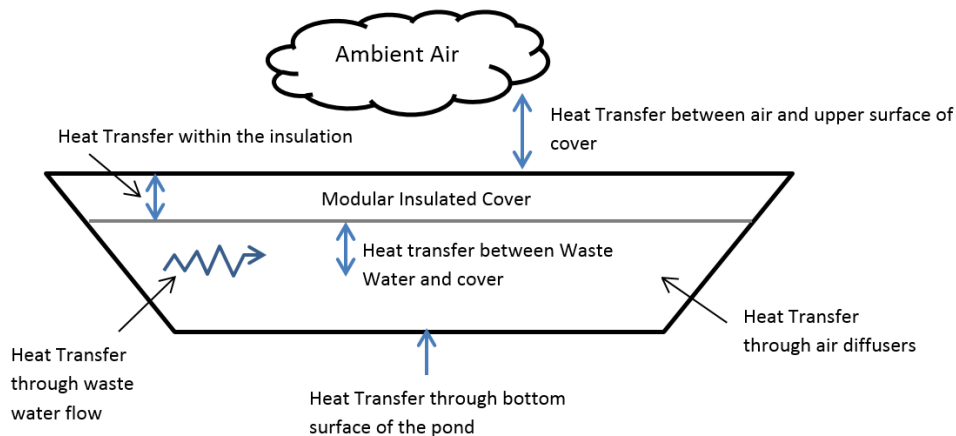 Ambient Air
Heat Transfer between air and upper surface of
cover
Heat Transfer within the insulation
Modular Insulated Cover
Heat transfer between Waste
Water and cover
Heat Transfer
through air diffusers
Heat Transfer
through waste
water flow
Heat Transfer through bottom
surface of the pond